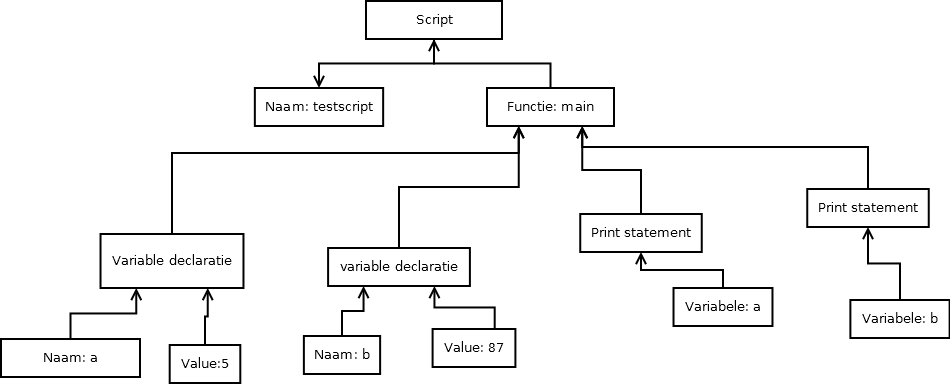 Script
Naam: testscript
Functie: main
Print statement
Print statement
Variable declaratie
variable declaratie
Variabele: a
Variabele: b
Naam: a
Value:5
Naam: b
Value: 87